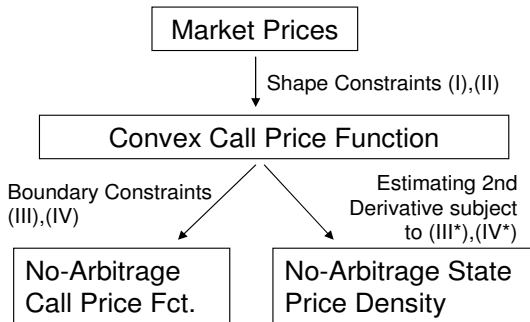 Market Prices
Shape Constraints (I),(II)
Convex Call Price Function
Boundary Constraints
(III),(IV)
Estimating 2nd
Derivative subject
to (III*),(IV*)
No-Arbitrage
Call Price Fct.
No-Arbitrage State
Price Density